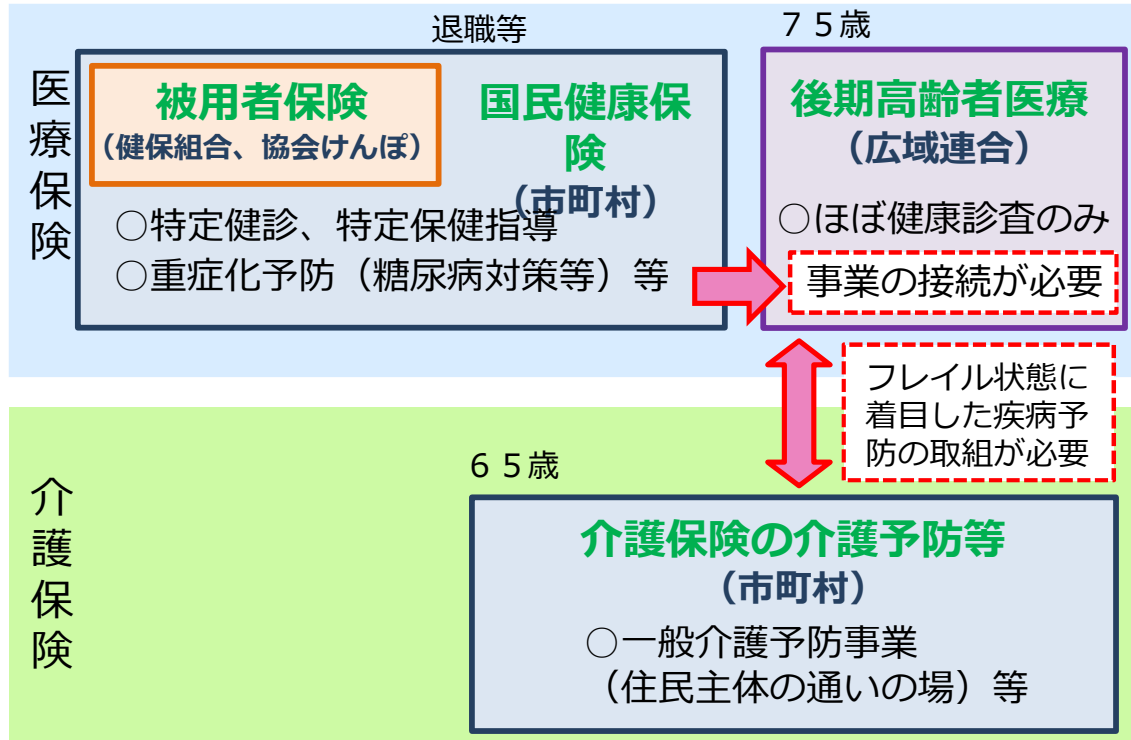 医療保険
退職等
７５歳
被用者保険
（健保組合、協会けんぽ）
国民健康保
険
（市町村）
○特定健診、特定保健指導
○重症化予防（糖尿病対策等）等
後期高齢者医療
（広域連合）
○ほぼ健康診査のみ
事業の接続が必要
フレイル状態に
着目した疾病予
防の取組が必要
介護保険
６５歳
介護保険の介護予防等
（市町村）
○一般介護予防事業
（住民主体の通いの場）等